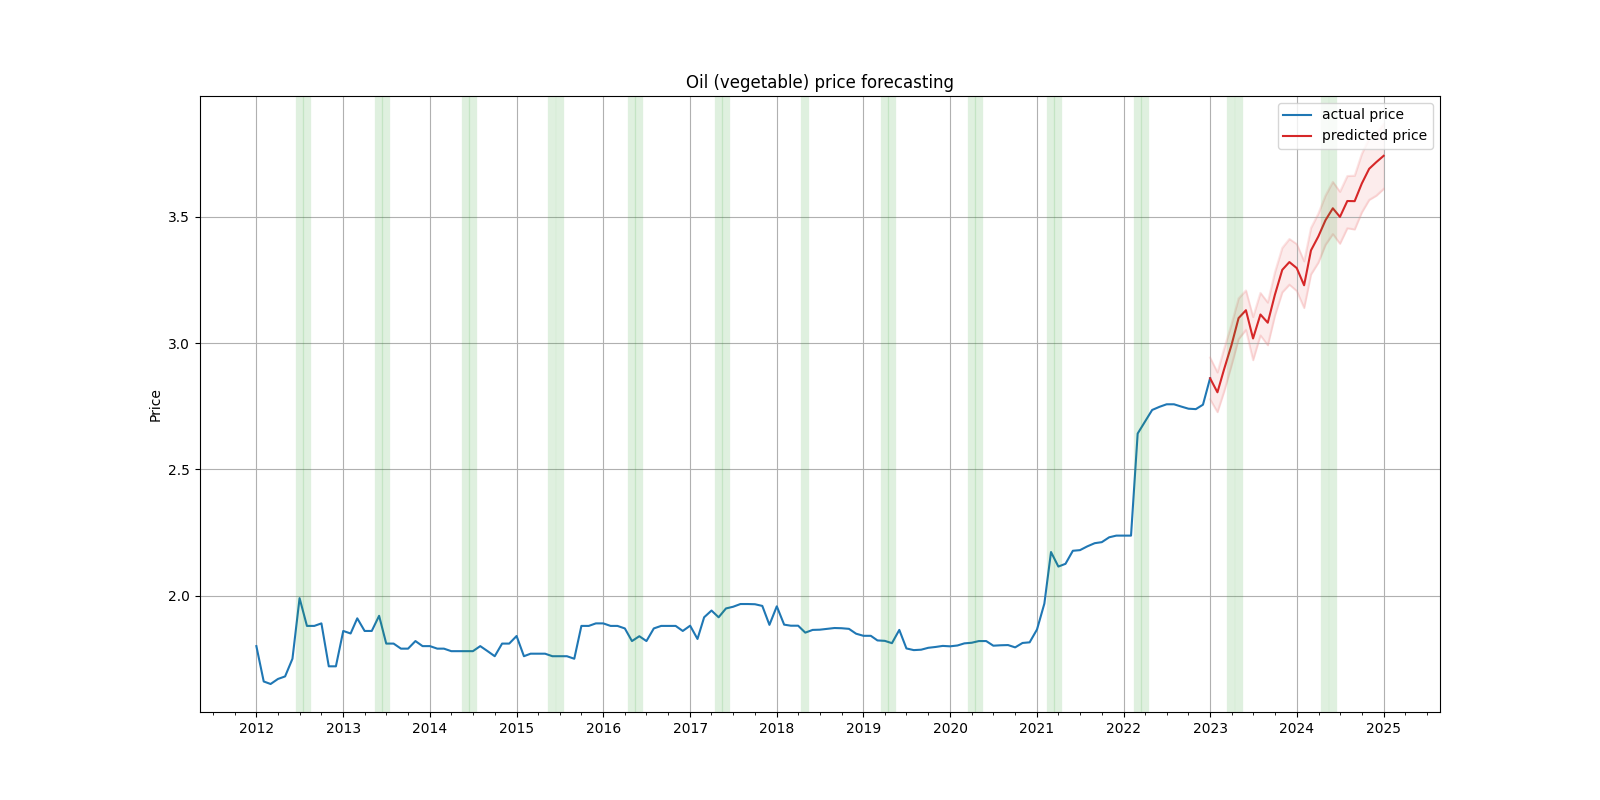 Oil (vegetable) price forecasting
actual price
predicted price
Price
3.5
3.0
2.5
2.0
2012 2013 2014 2015 2016 2017 2018 2019 2020 2021 2022 2023 2024 2025